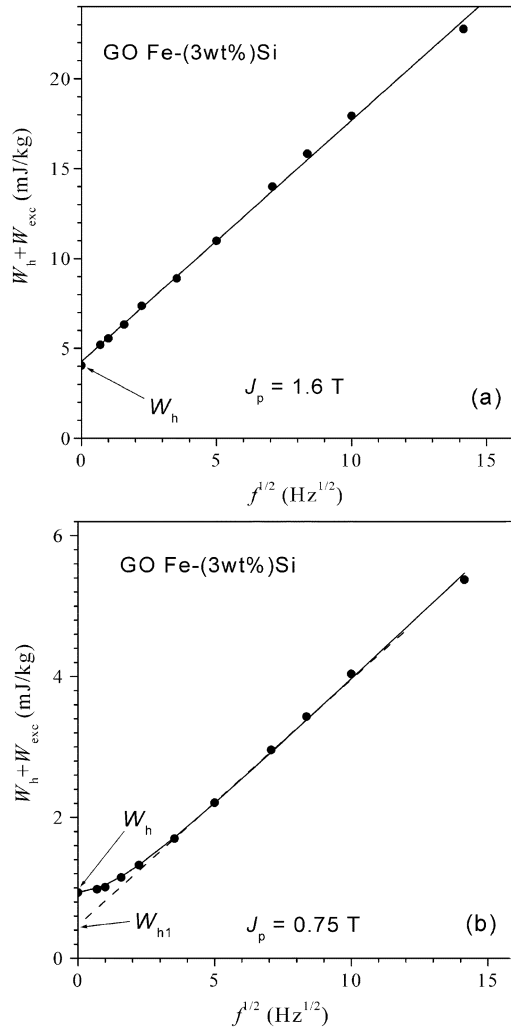 GO Fe-(3wt%)Si
W_h+W_exc (mJ/kg)
20
15
10
5
0
W_h
J_p = 1.6 T
(a)
0 5 10 15
f^1/2 (Hz^1/2)
GO Fe-(3wt%)Si
W_h+W_exc (mJ/kg)
6
4
2
0
W_h
W_h1
J_p = 0.75 T
(b)
0 5 10 15
f^1/2 (Hz^1/2)